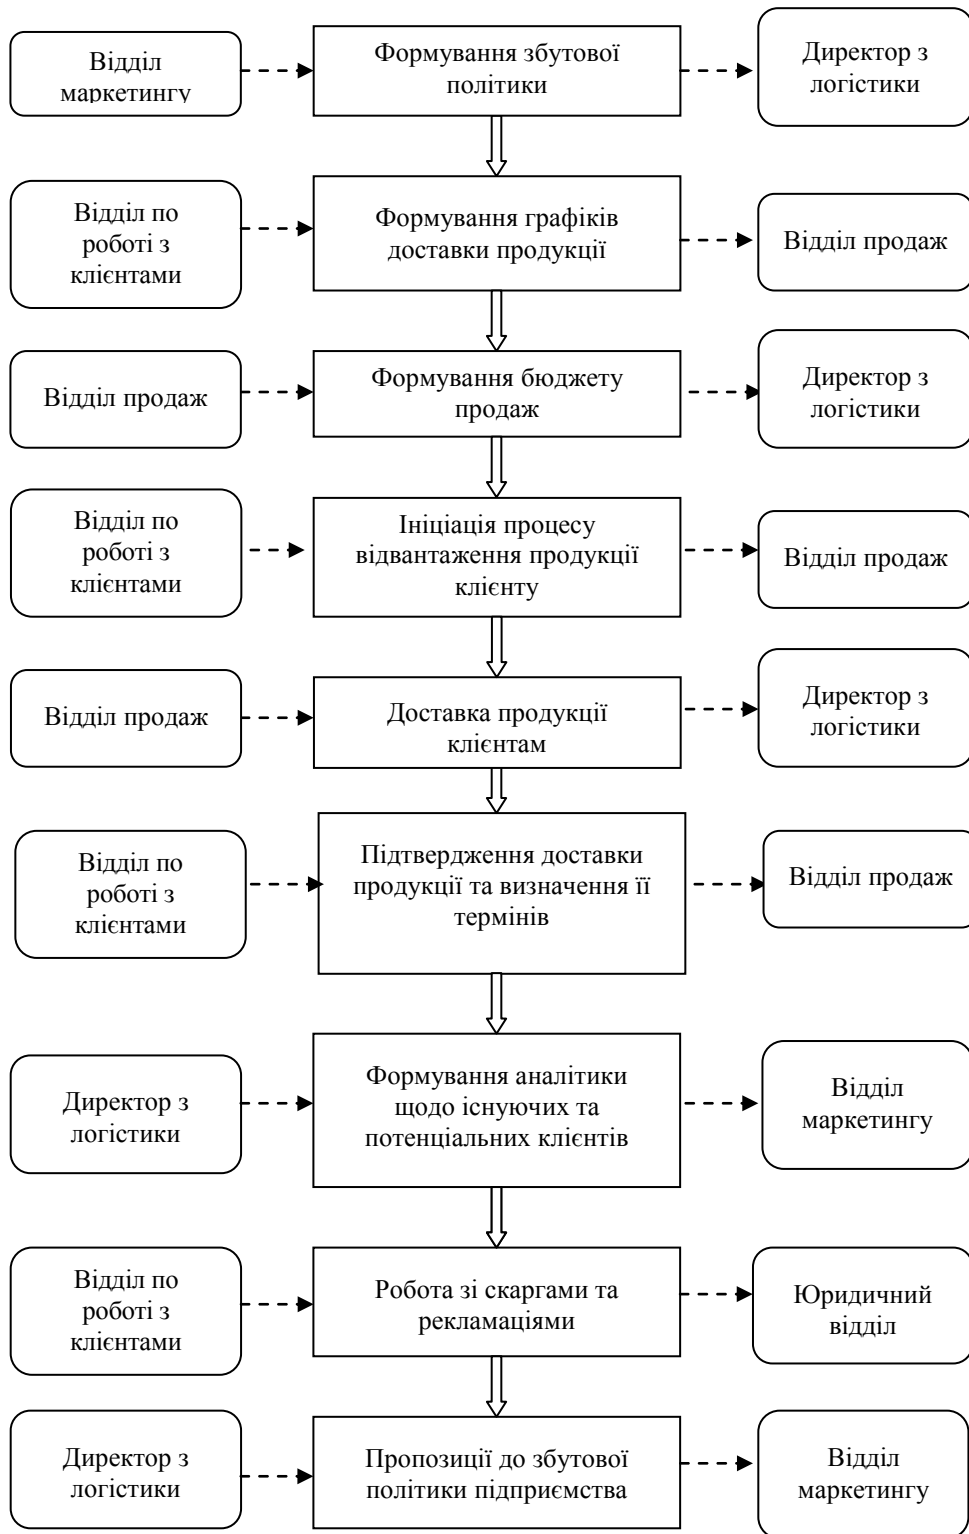 Відділ
маркетингу
Формування збутової
політики
Директор з
логістики
Відділ по
роботі з
клієнтами
Формування графіків
доставки продукції
Відділ продаж
Відділ продаж
Формування бюджету
продаж
Директор з
логістики
Відділ по
роботі з
клієнтами
Ініціація процесу
відвантаження продукції
клієнту
Відділ продаж
Відділ продаж
Доставка продукції
клієнтам
Директор з
логістики
Відділ по
роботі з
клієнтами
Підтвердження доставки
продукції та визначення її
термінів
Відділ продаж
Директор з
логістики
Формування аналітики
щодо існуючих та
потенціальних клієнтів
Відділ
маркетингу
Відділ по
роботі з
клієнтами
Робота зі скаргами та
рекламаціями
Юридичний
відділ
Директор з
логістики
Пропозиції до збутової
політики підприємства
Відділ
маркетингу